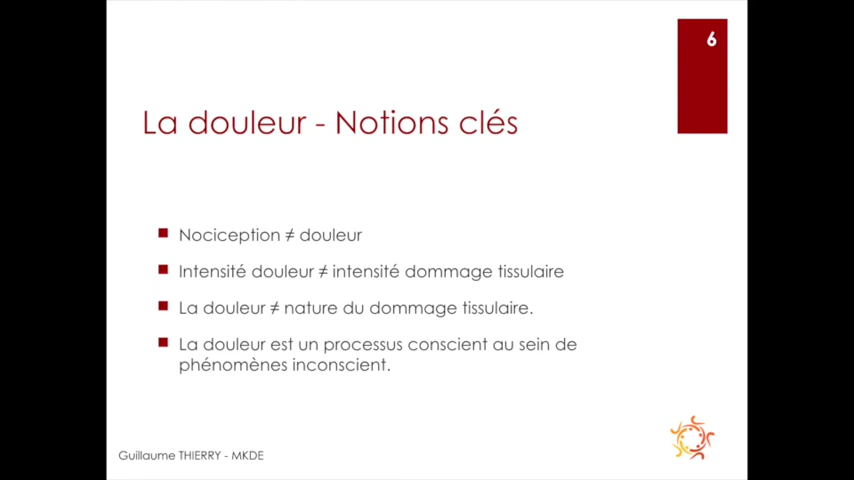 6
La douleur - Notions clés
Nociception ≠ douleur
Intensité douleur ≠ intensité dommage tissulaire
La douleur ≠ nature du dommage tissulaire.
La douleur est un processus conscient au sein de
phénomènes inconscient.
Guillaume THIERRY - MKDE